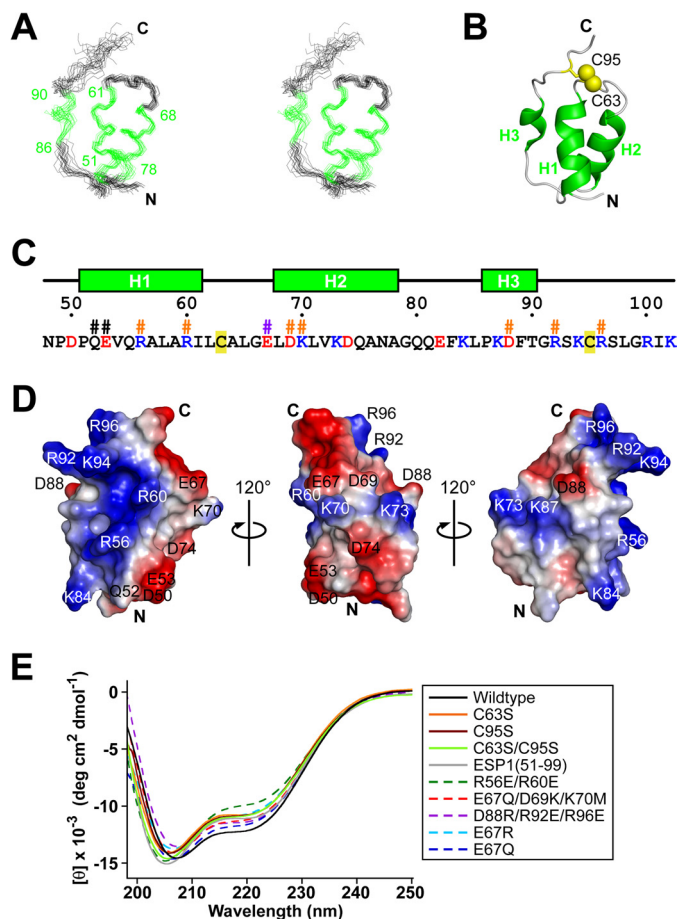 A
C
90
61
68
86
51
78
N
B
C
C95
C63
H3
H2
H1
N
C
H1 H2 H3
50 60 70 80 90 100
## # # # ## # # #
NPDPQEVQRALARILCALGELDKLVKDQANAGQQEFKLPKDFTGRSKCRSLGRIK
D
C
R96
R92
K94
D88
R60
E67
K70
R56
D74
E53
Q52
D50
K84
N
120°
C
R96
R92
E67
D69
D88
R60
K70
K73
D74
E53
D50
N
120°
R96
R92
K94
D88
K73
K87
R56
K84
N
E
[θ] x 10⁻³ (deg cm² dmol⁻¹)
0
-5
-10
-15
200 210 220 230 240 250
Wavelength (nm)
Wildtype
C63S
C95S
C63S/C95S
ESP1(51-99)
R56E/R60E
E67Q/D69K/K70M
D88R/R92E/R96E
E67R
E67Q